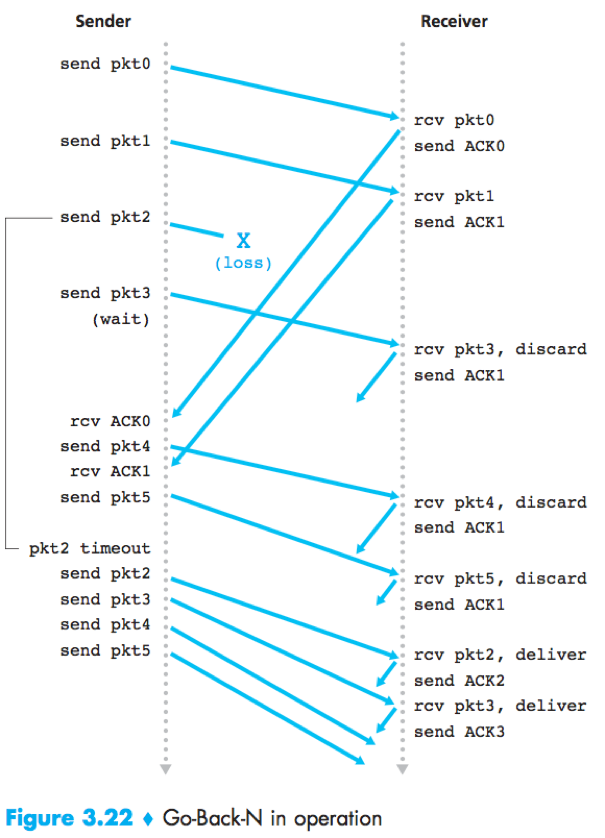 Sender
Receiver
send pkt0
rcv pkt0
send ACK0
send pkt1
rcv pkt1
send ACK1
send pkt2
X
(loss)
send pkt3
(wait)
rcv pkt3, discard
send ACK1
rcv ACK0
send pkt4
rcv ACK1
send pkt5
rcv pkt4, discard
send ACK1
pkt2 timeout
send pkt2
send pkt3
send pkt4
send pkt5
rcv pkt5, discard
send ACK1
rcv pkt2, deliver
send ACK2
rcv pkt3, deliver
send ACK3
Figure 3.22 ♦ Go-Back-N in operation